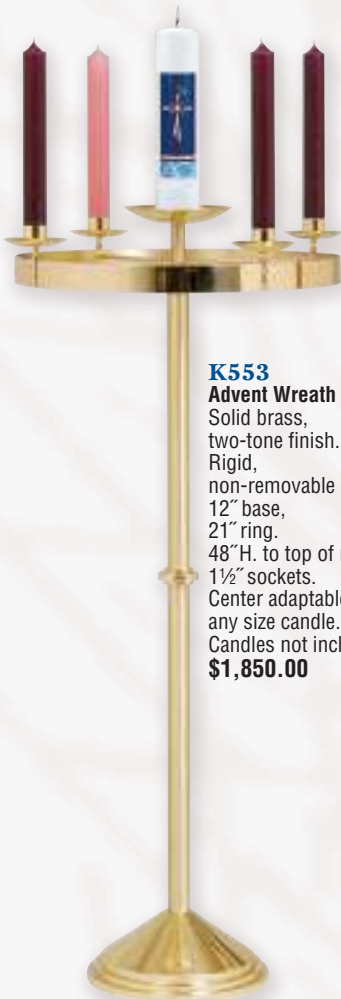 K553
Advent Wreath
Solid brass,
two-tone finish.
Rigid,
non-removable
12˝ base,
21˝ ring.
48˝H. to top of
1½˝ sockets.
Center adaptable
any size candle.
Candles not
$1,850.00